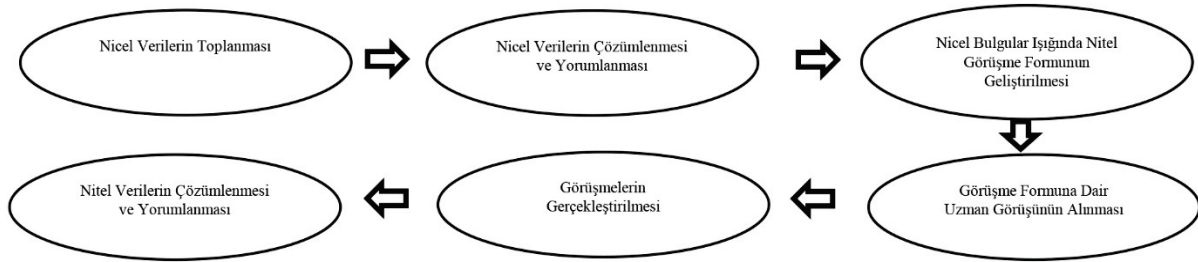 Nicel Verilerin Toplanması
Nicel Verilerin Çözümlenmesi
ve Yorumlanması
Nicel Bulgular Işığında Nitel
Görüşme Formunun
Geliştirilmesi
Görüşme Formuna Dair
Uzman Görüşünün Alınması
Görüşmelerin
Gerçekleştirilmesi
Nitel Verilerin Çözümlenmesi
ve Yorumlanması